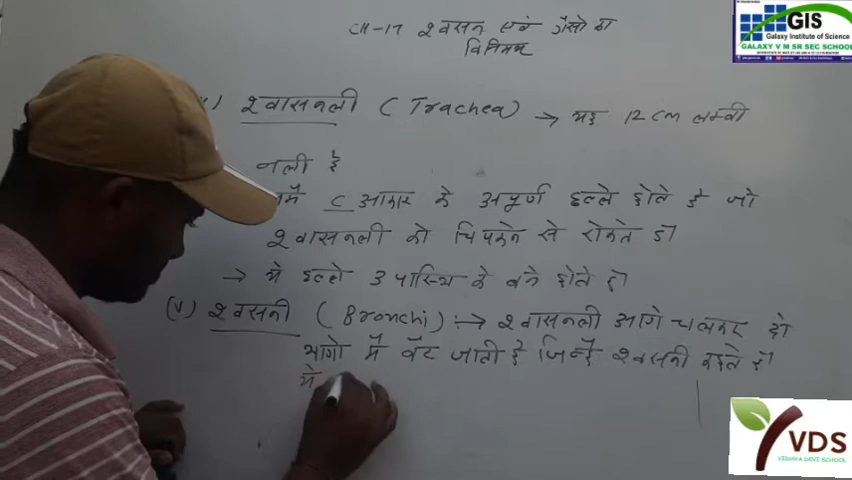 CH-17 श्वसन एवं गैसो का
विनिमय
GIS
Galaxy Institute of Science
GALAXY V M SR SEC SCHOOL
) श्वासनली ( Trachea ) → यह 12 cm लम्बी
नली है
में C आकार के अपूर्ण छल्ले होते है जो
श्वासनली को चिपकने से रोकते है।
→ ये छल्ले उपास्थि के बने होते है।
(V) श्वसनी ( Bronchi ) :→ श्वासनली आगे चलकर दो
भागो में बँट जाती है जिन्हें श्वसनी कहते है।
ये
VDS